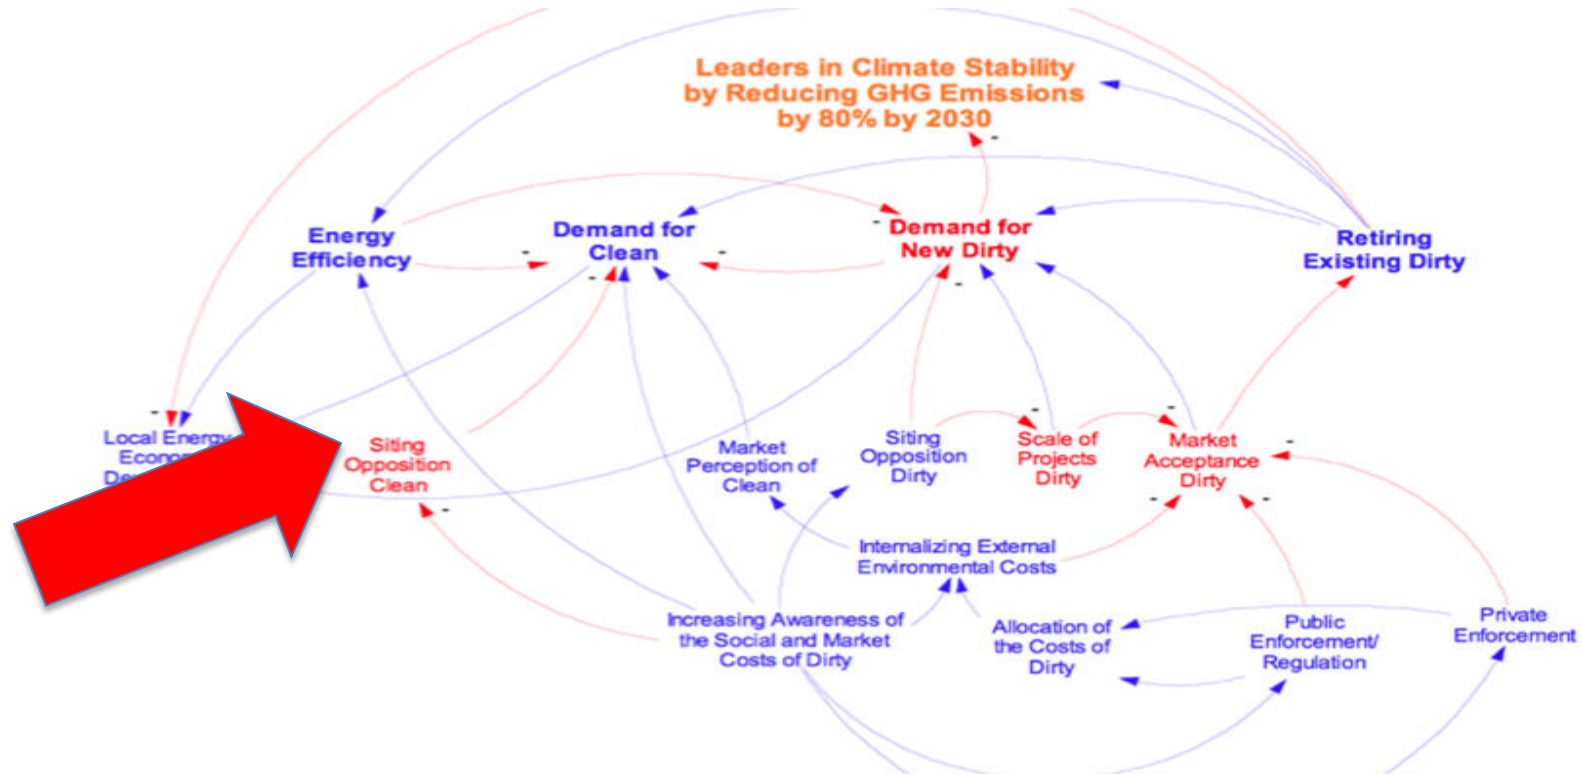 Leaders in Climate Stability
by Reducing GHG Emissions
by 80% by 2030
-
Energy
Efficiency
-
Demand for
Clean
-
-
-
Demand for
New Dirty
-
Retiring
Existing Dirty
-
Local Energy
Siting
Opposition
Clean
-
Market
Perception of
Clean
Siting
Opposition
Dirty
-
Scale of
Projects
Dirty
-
Market
Acceptance
Dirty
-
-
-
Internalizing External
Environmental Costs
Increasing Awareness of
the Social and Market
Costs of Dirty
Allocation of
the Costs of
Dirty
Public
Enforcement/
Regulation
Private
Enforcement